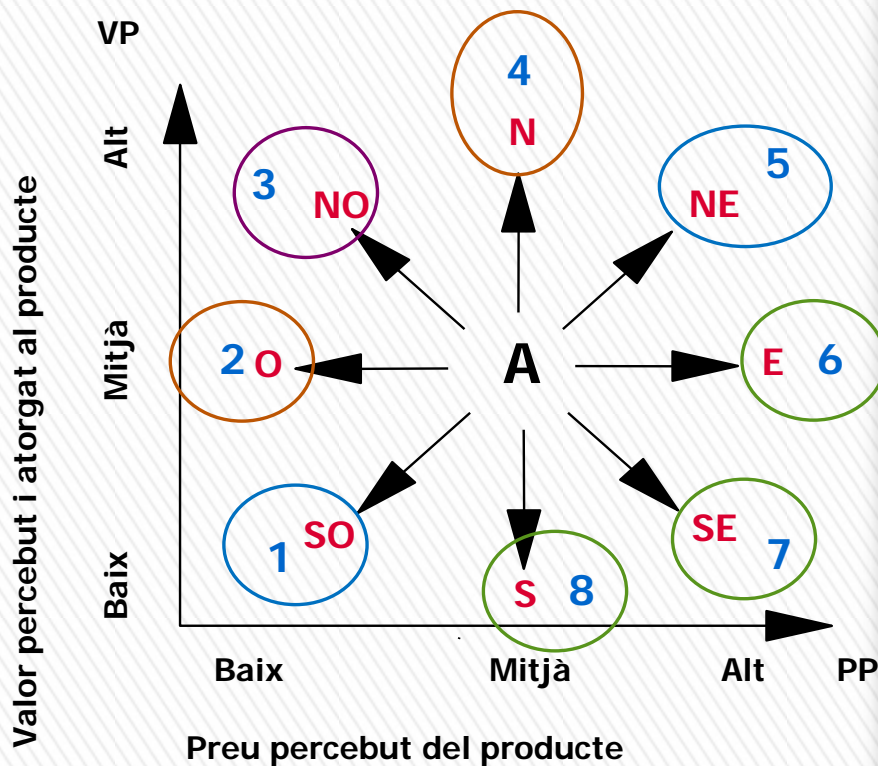 VP
Valor percebut i atorgat al producte
Alt
Mitjà
Baix
4
N
3
NO
5
NE
2 O
A
E 6
1 SO
SE 7
S 8
Baix
Mitjà
Alt
PP
Preu percebut del producte